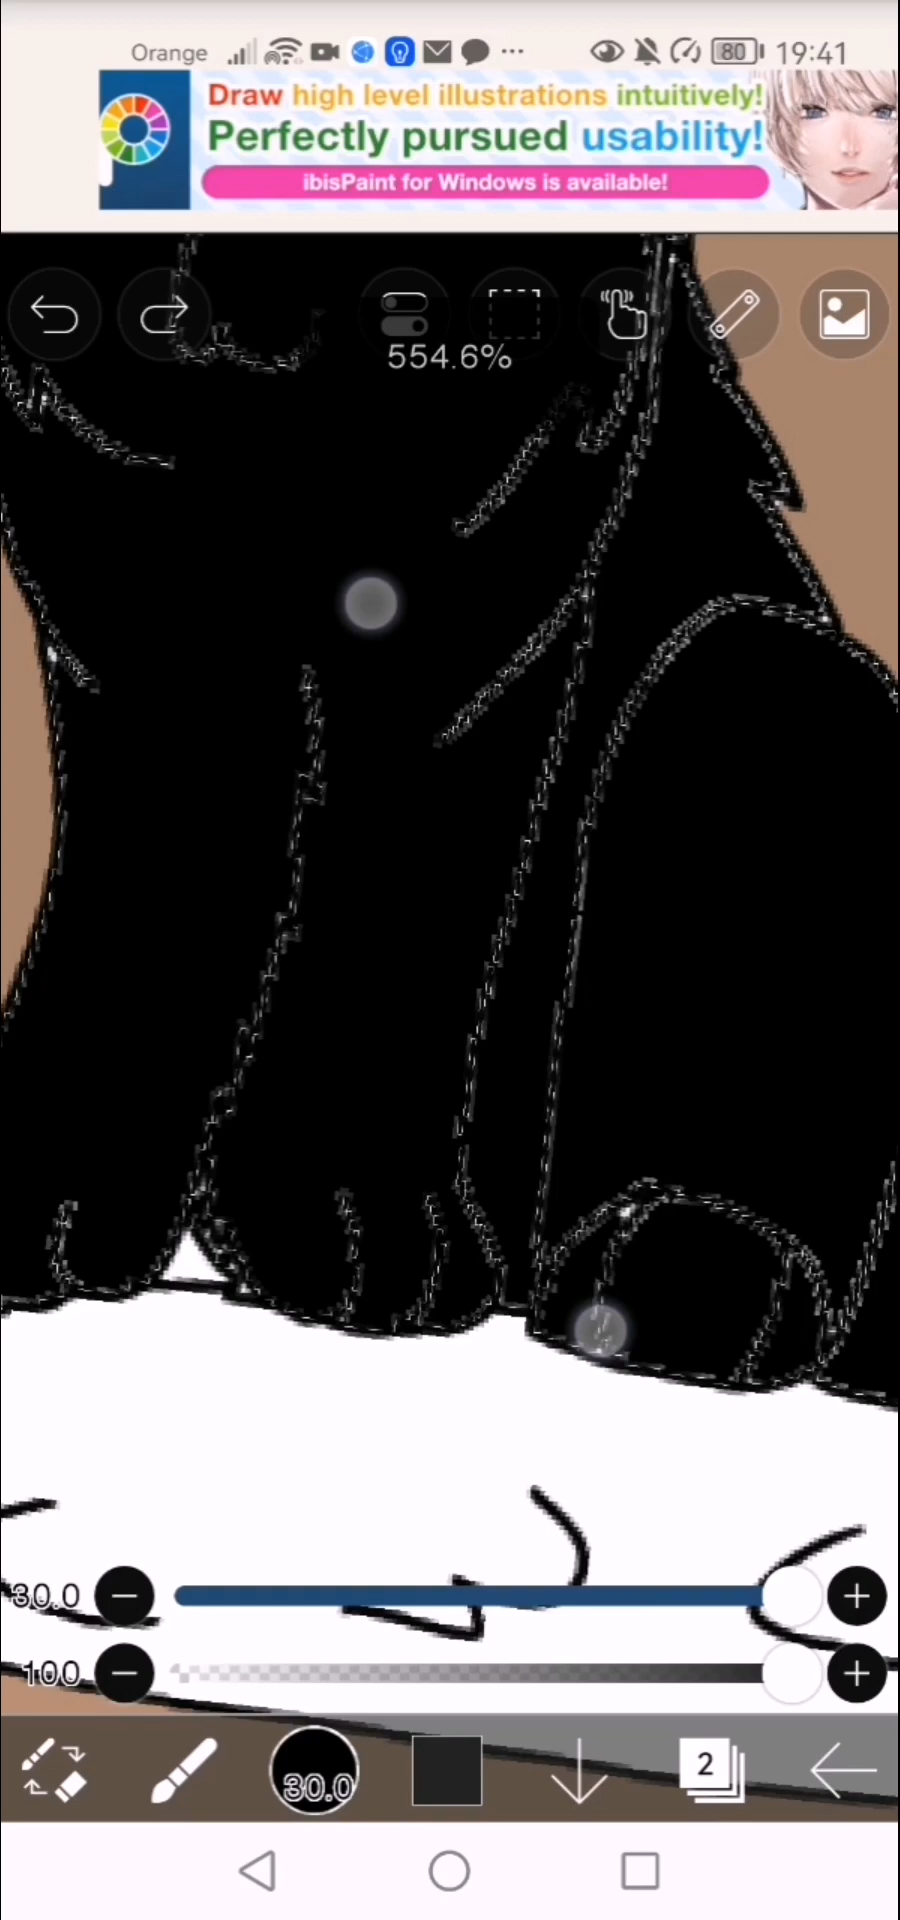 Orange
80
19:41
Draw high level illustrations intuitively!
Perfectly pursued usability!
ibisPaint for Windows is available!
554.6%
30.0
100
30.0
2